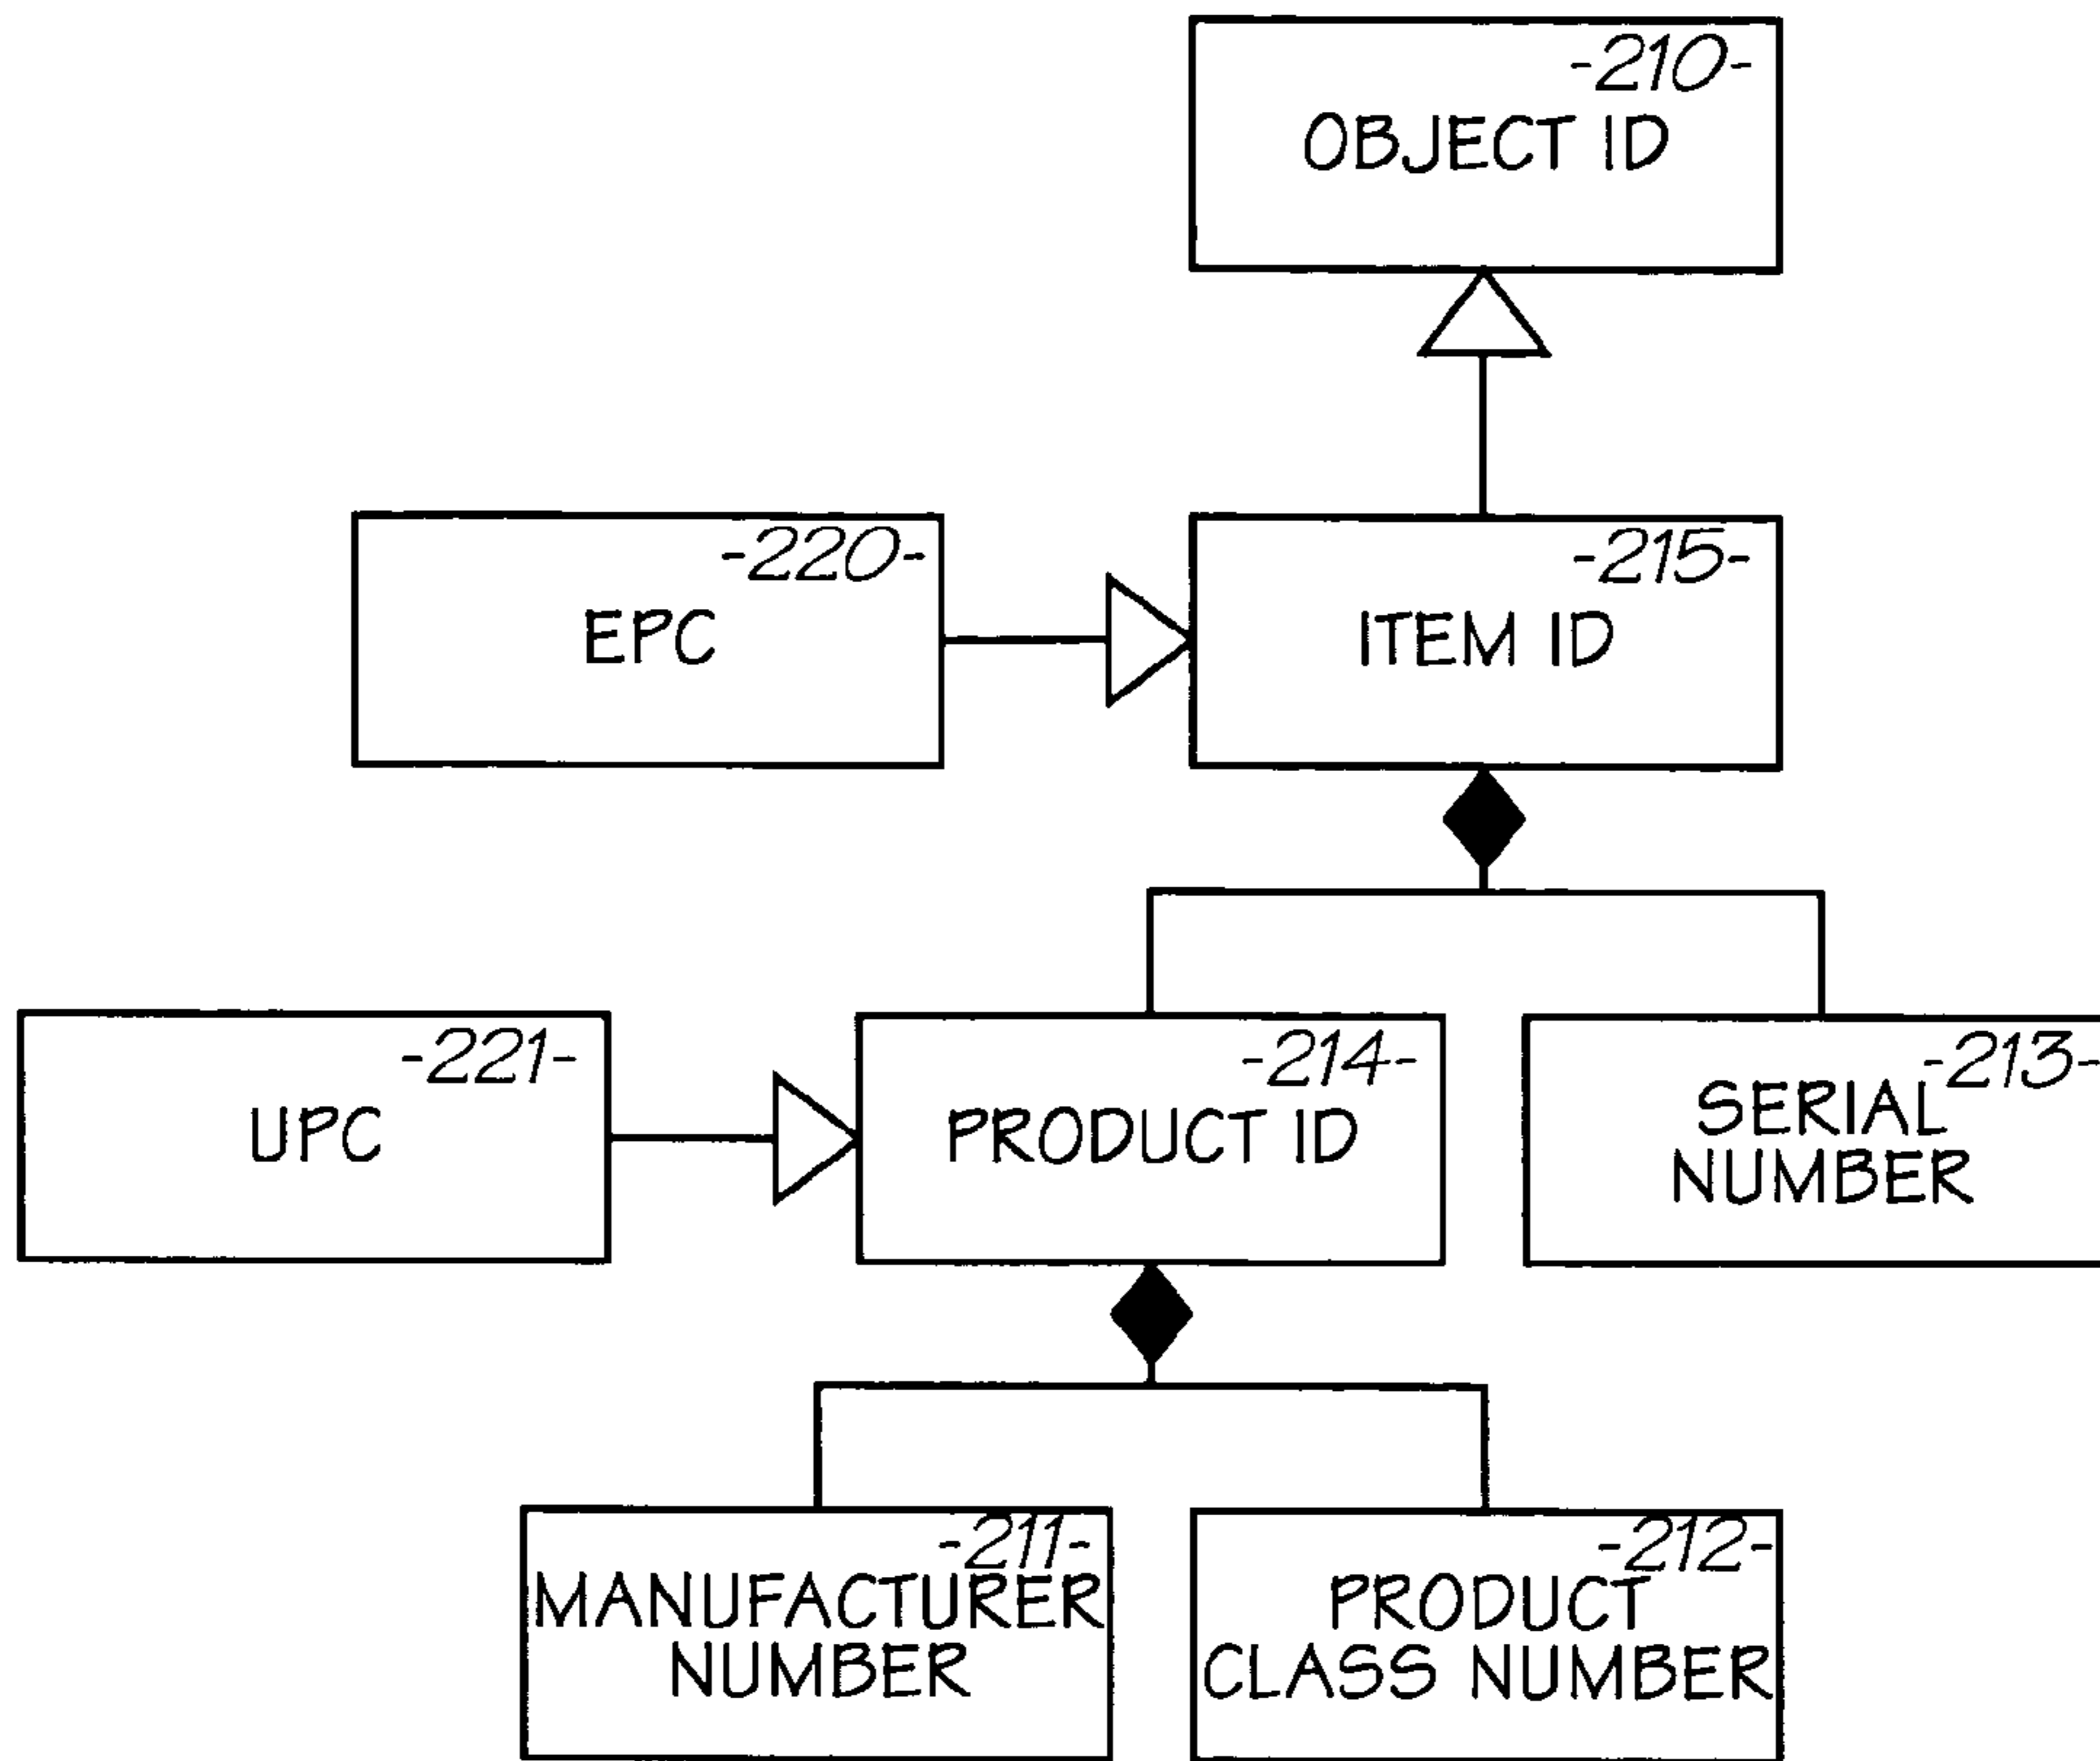 -210-
OBJECT ID
-220-
EPC
-215-
ITEM ID
-221-
UPC
-214-
PRODUCT ID
-213-
SERIAL
NUMBER
-211-
MANUFACTURER
NUMBER
-212-
PRODUCT
CLASS NUMBER